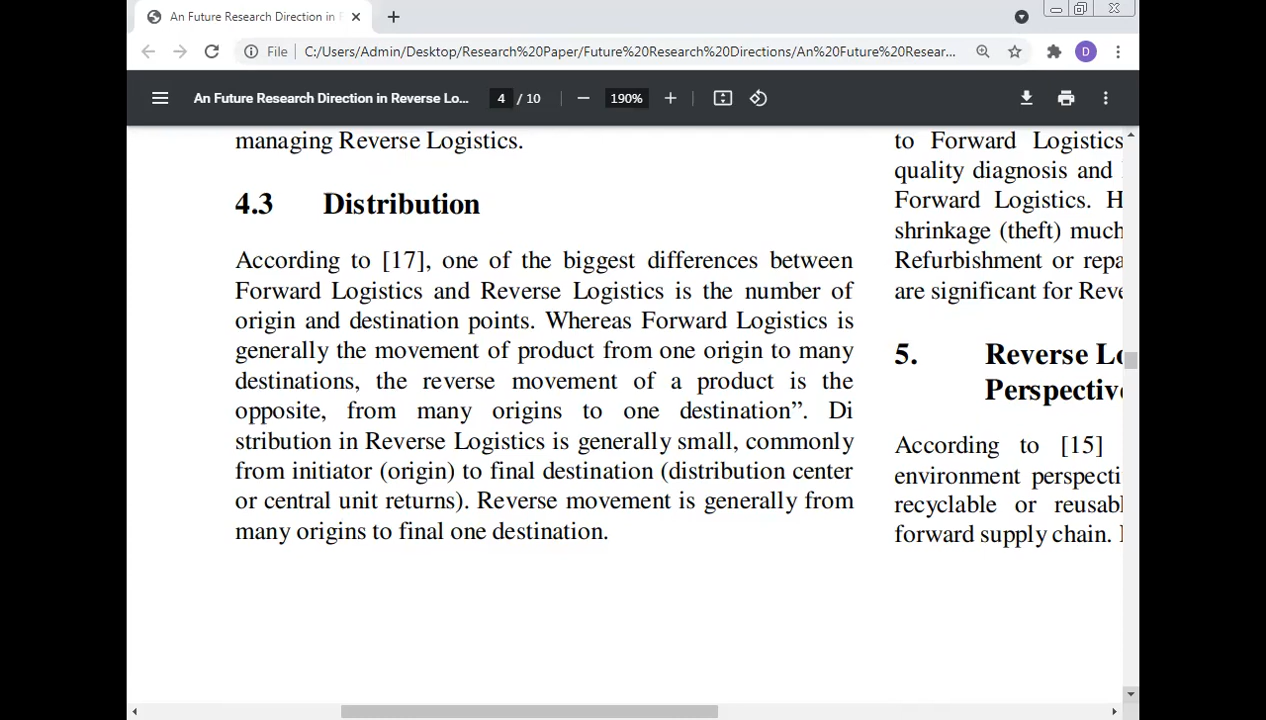 An Future Research Direction in
File
C:/Users/Admin/Desktop/Research%20Paper/Future%20Research%20Directions/An%20Future%20Resear...
D
An Future Research Direction in Reverse Lo...
4 / 10
190%
managing Reverse Logistics.
4.3 Distribution
According to [17], one of the biggest differences between
Forward Logistics and Reverse Logistics is the number of
origin and destination points. Whereas Forward Logistics is
generally the movement of product from one origin to many
destinations, the reverse movement of a product is the
opposite, from many origins to one destination”. Di
stribution in Reverse Logistics is generally small, commonly
from initiator (origin) to final destination (distribution center
or central unit returns). Reverse movement is generally from
many origins to final one destination.
to Forward Logistics
quality diagnosis and
Forward Logistics. H
shrinkage (theft) much
Refurbishment or repa
are significant for Reve
5. Reverse Lo
Perspectiv
According to [15]
environment perspecti
recyclable or reusab
forward supply chain.